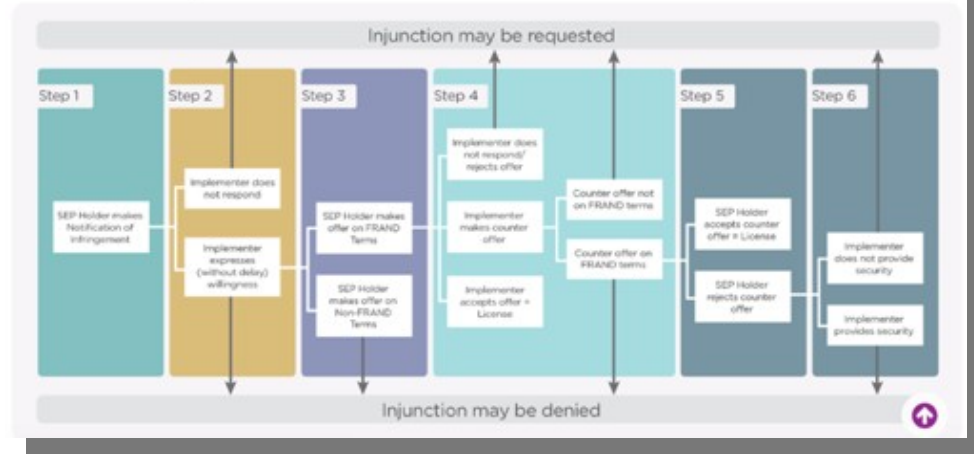 Injunction may be requested
Step 1
Step 2
Step 3
Step 4
Step 5
Step 6
SEP Holder makes
Notification of
Infringement
Implementer does
not respond
Implementer
expresses
(without delay)
willingness
SEP Holder makes
offer on FRAND
Terms
SEP Holder
makes offer on
Non-FRAND
Terms
Implementer does
not respond/
rejects offer
Implementer
makes counter
offer
Implementer
accepts offer =
License
Counter offer not
on FRAND terms
Counter offer on
FRAND terms
SEP Holder
accepts counter
offer = License
SEP Holder
rejects counter
offer
Implementer
does not provide
security
Implementer
provides security
Injunction may be denied